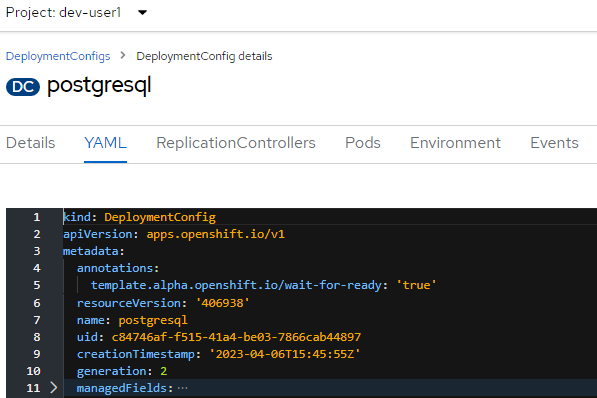 Project: dev-user1
DeploymentConfigs > DeploymentConfig details
DC postgresql
Details YAML ReplicationControllers Pods Environment Events
1 kind: DeploymentConfig
2 apiVersion: apps.openshift.io/v1
3 metadata:
4 annotations:
5 template.alpha.openshift.io/wait-for-ready: 'true'
6 resourceVersion: '406938'
7 name: postgresql
8 uid: c84746af-f515-41a4-be03-7866cab44897
9 creationTimestamp: '2023-04-06T15:45:55Z'
10 generation: 2
11 > managedFields: ⋯